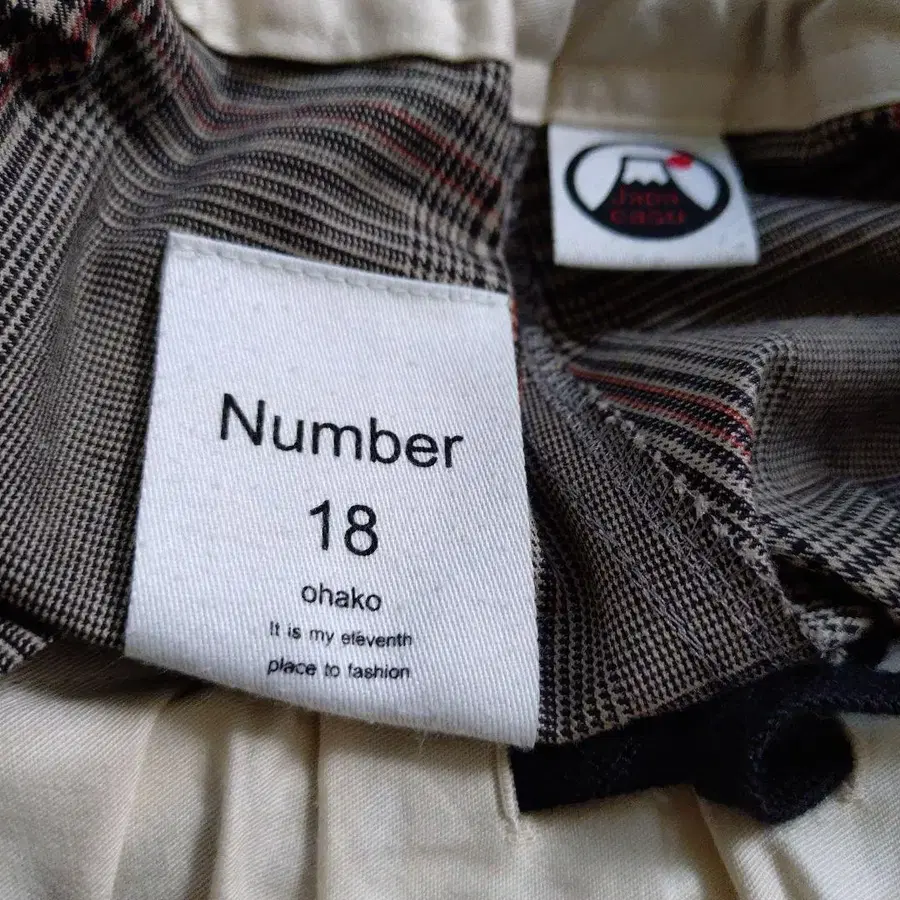 Number
18
ohako
It is my eleventh
place to fashion